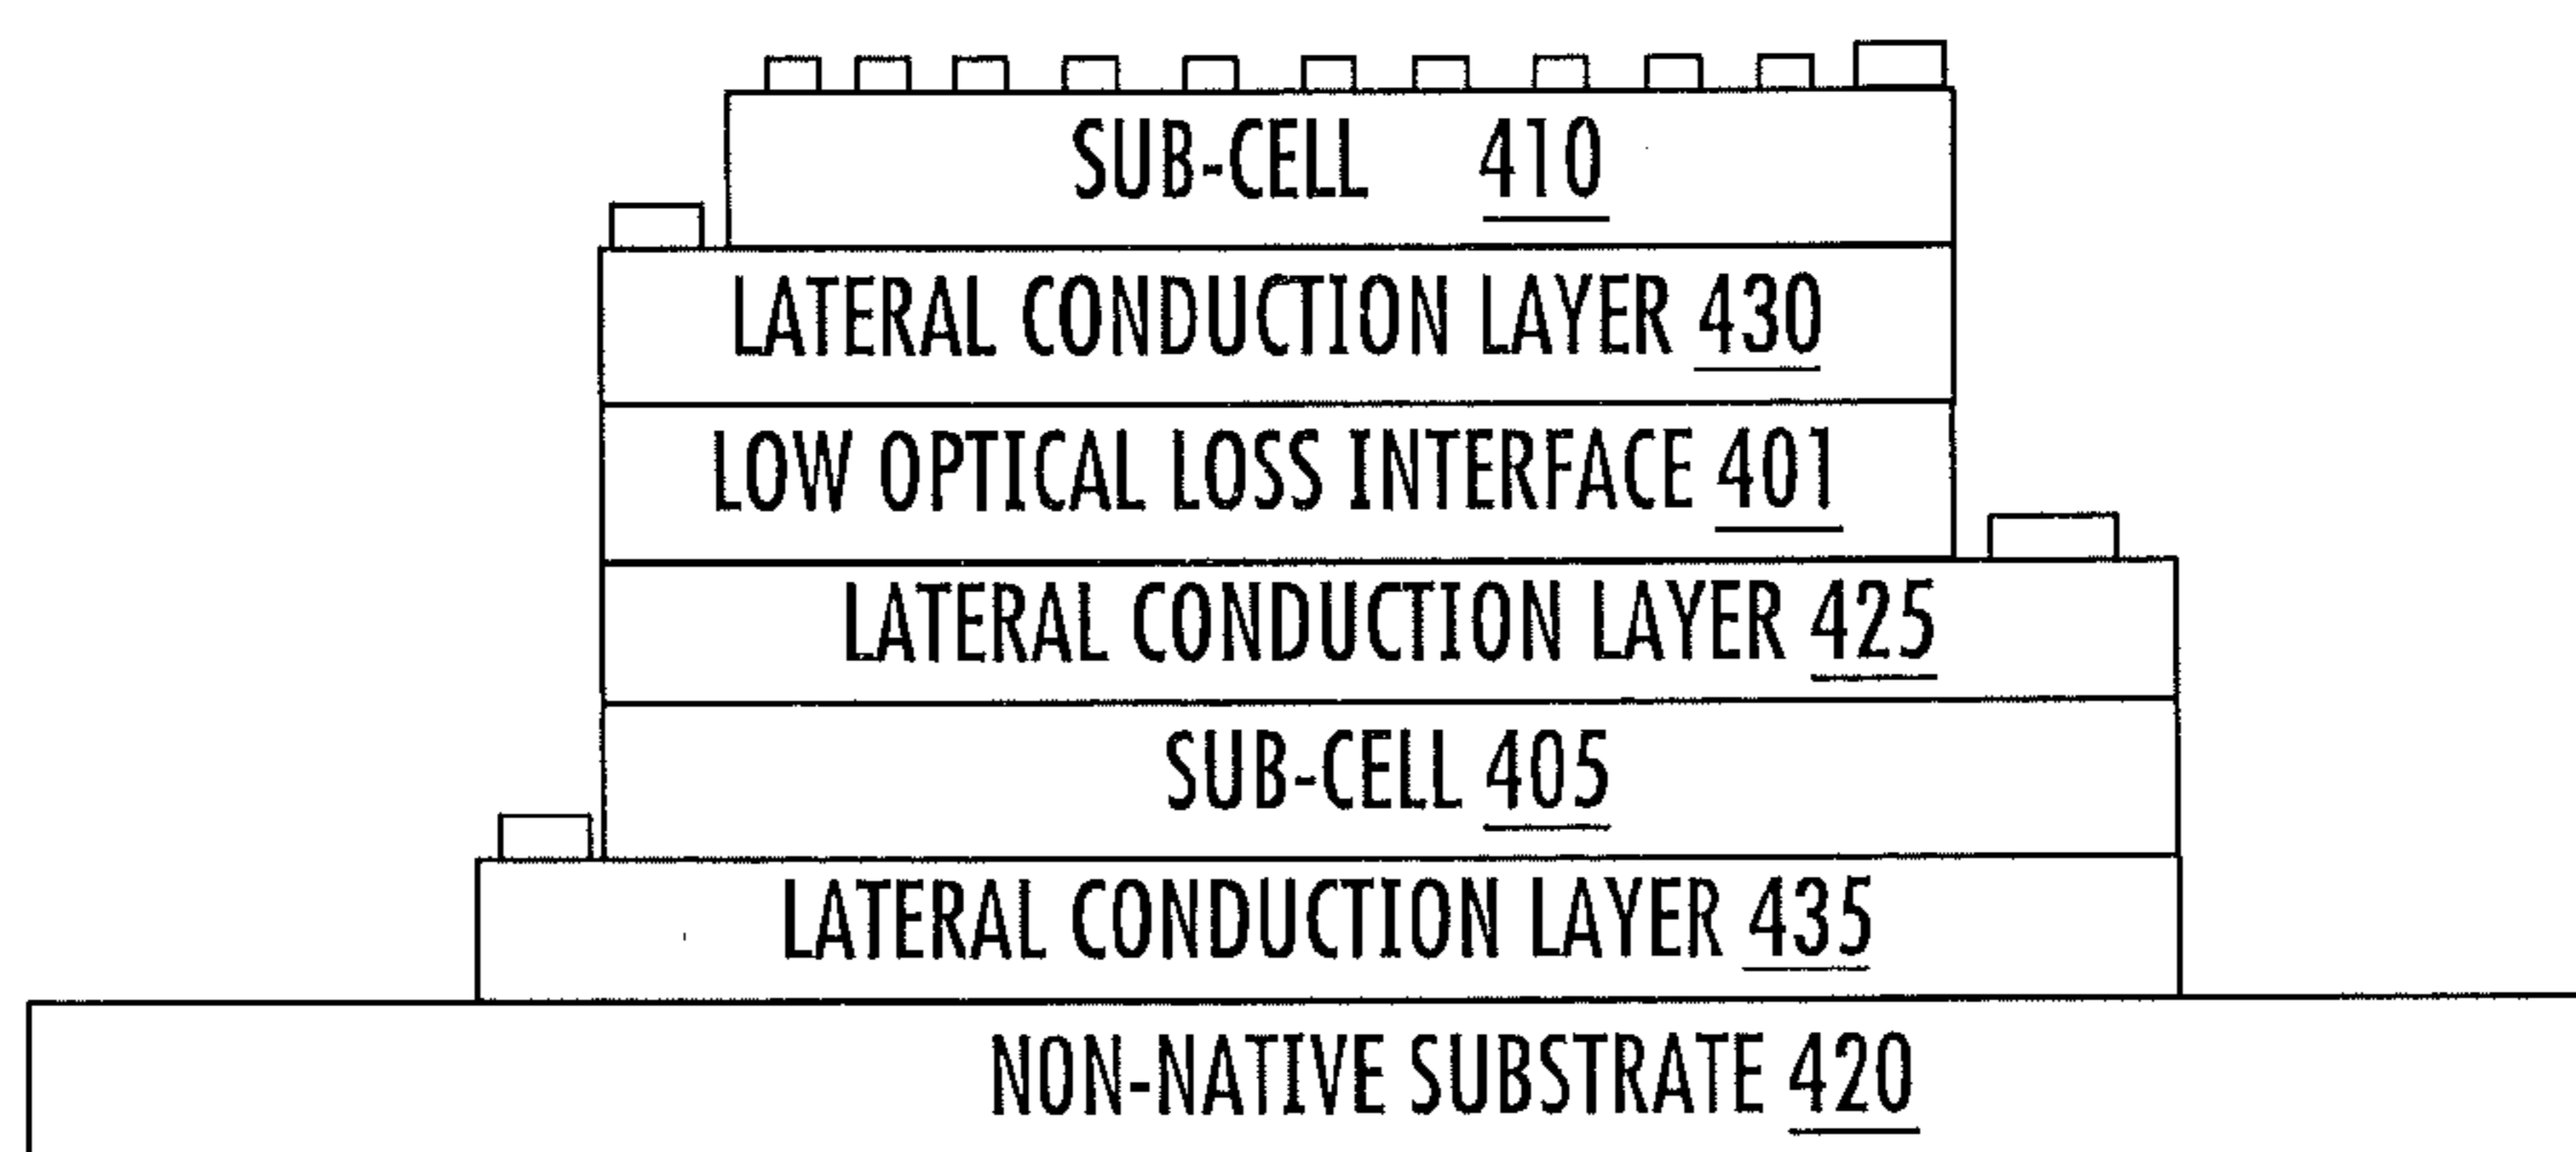 SUB-CELL 410
LATERAL CONDUCTION LAYER 430
LOW OPTICAL LOSS INTERFACE 401
LATERAL CONDUCTION LAYER 425
SUB-CELL 405
LATERAL CONDUCTION LAYER 435
NON-NATIVE SUBSTRATE 420